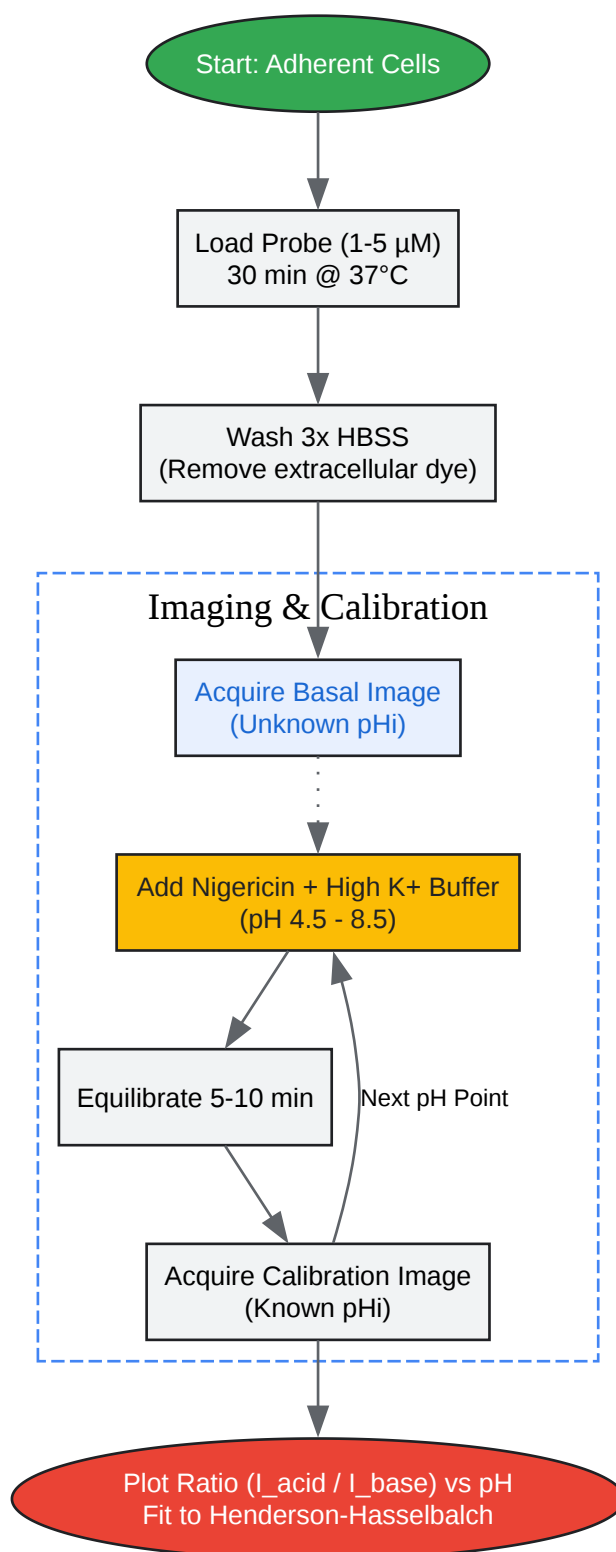 Start: Adherent Cells
Load Probe (1-5 µM)
30 min @ 37°C
Wash 3x HBSS
(Remove extracellular dye)
Imaging & Calibration
Acquire Basal Image
(Unknown pHi)
Add Nigericin + High K+ Buffer
(pH 4.5 - 8.5)
Equilibrate 5-10 min
Next pH Point
Acquire Calibration Image
(Known pHi)
Plot Ratio (I_acid / I_base) vs pH
Fit to Henderson-Hasselbalch